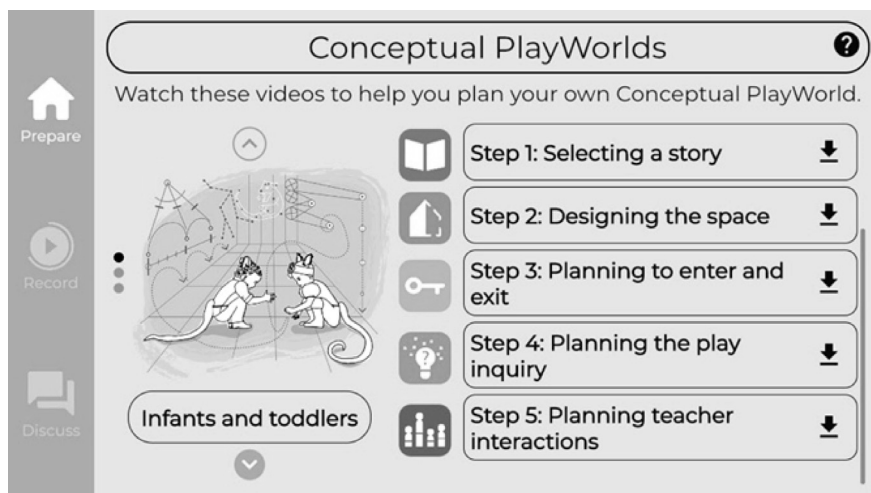 Conceptual PlayWorlds
?
Watch these videos to help you plan your own Conceptual PlayWorld.
Prepare
Record
Discuss
Infants and toddlers
Step 1: Selecting a story
Step 2: Designing the space
Step 3: Planning to enter and
exit
?
Step 4: Planning the play
inquiry
Step 5: Planning teacher
interactions